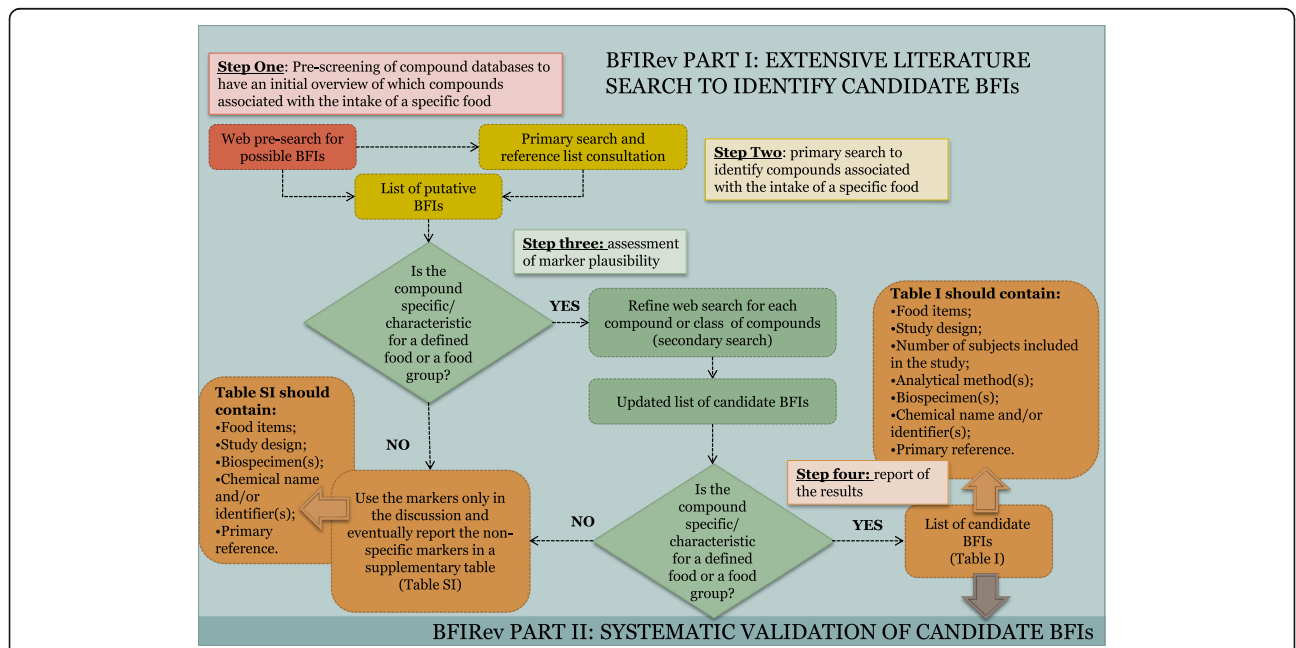 BFIRev PART I: EXTENSIVE LITERATURE
SEARCH TO IDENTIFY CANDIDATE BFIs
Step One: Pre-screening of compound databases to
have an initial overview of which compounds
associated with the intake of a specific food
Web pre-search for
possible BFIs
Primary search and
reference list consultation
Step Two: primary search to
identify compounds associated
with the intake of a specific food
List of putative
BFIs
Step three: assessment
of marker plausibility
Is the
compound
specific/
characteristic
for a defined
food or a food
group?
YES
Refine web search for each
compound or class of compounds
(secondary search)
Table I should contain:
•Food items;
•Study design;
•Number of subjects included
in the study;
•Analytical method(s);
•Biospecimen(s);
•Chemical name and/or
identifier(s);
•Primary reference.
Updated list of candidate BFIs
Table SI should
contain:
•Food items;
•Study design;
•Biospecimen(s);
•Chemical name
and/or
identifier(s);
•Primary
reference.
NO
Use the markers only in
the discussion and
eventually report the non-
specific markers in a
supplementary table
(Table SI)
Step four: report of
the results
Is the
compound
specific/
characteristic
for a defined
food or a food
group?
NO
YES
List of candidate
BFIs
(Table I)
BFIRev PART II: SYSTEMATIC VALIDATION OF CANDIDATE BFIs